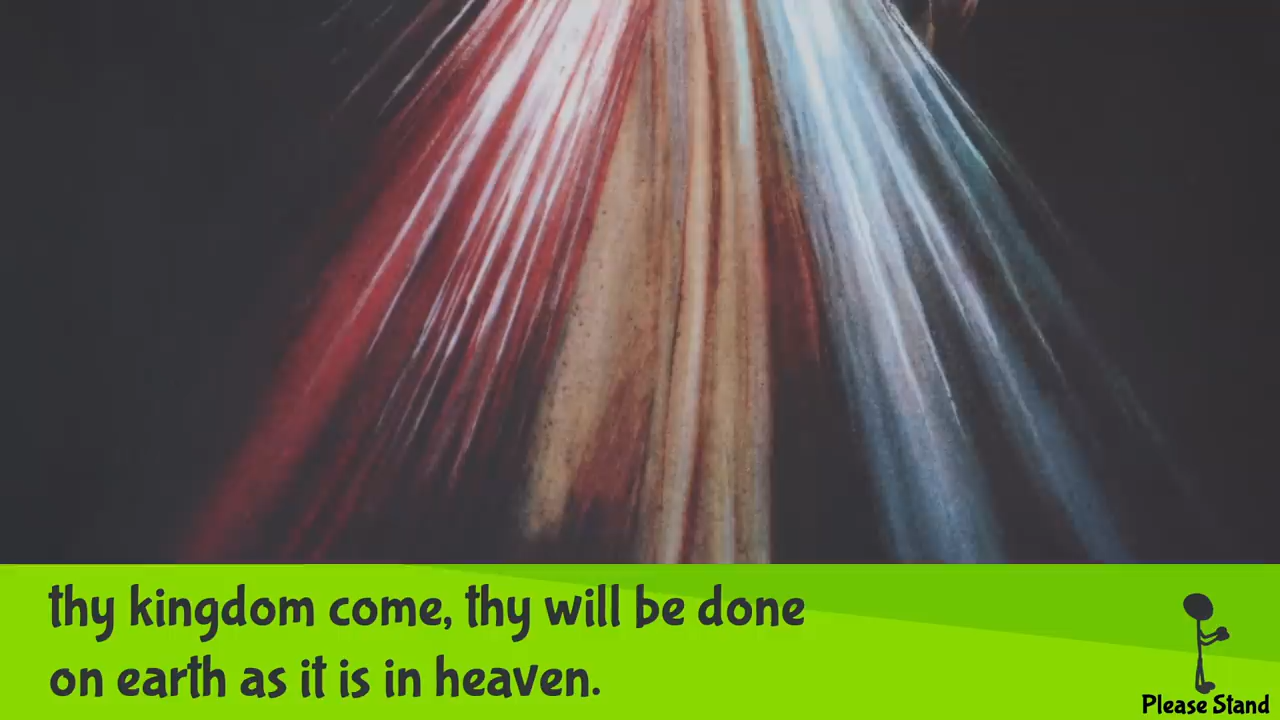 thy kingdom come, thy will be done
on earth as it is in heaven.
Please Stand